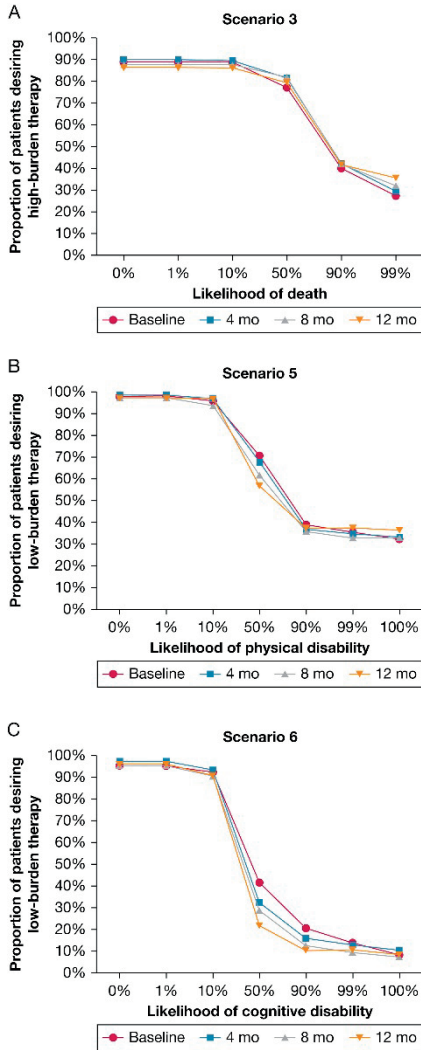 A
Scenario 3
Proportion of patients desiring
high-burden therapy
100%
90%
80%
70%
60%
50%
40%
30%
20%
10%
0%
0% 1% 10% 50% 90% 99%
Likelihood of death
Baseline 4 mo 8 mo 12 mo
B
Scenario 5
Proportion of patients desiring
low-burden therapy
100%
90%
80%
70%
60%
50%
40%
30%
20%
10%
0%
0% 1% 10% 50% 90% 99% 100%
Likelihood of physical disability
Baseline 4 mo 8 mo 12 mo
C
Scenario 6
Proportion of patients desiring
low-burden therapy
100%
90%
80%
70%
60%
50%
40%
30%
20%
10%
0%
0% 1% 10% 50% 90% 99% 100%
Likelihood of cognitive disability
Baseline 4 mo 8 mo 12 mo